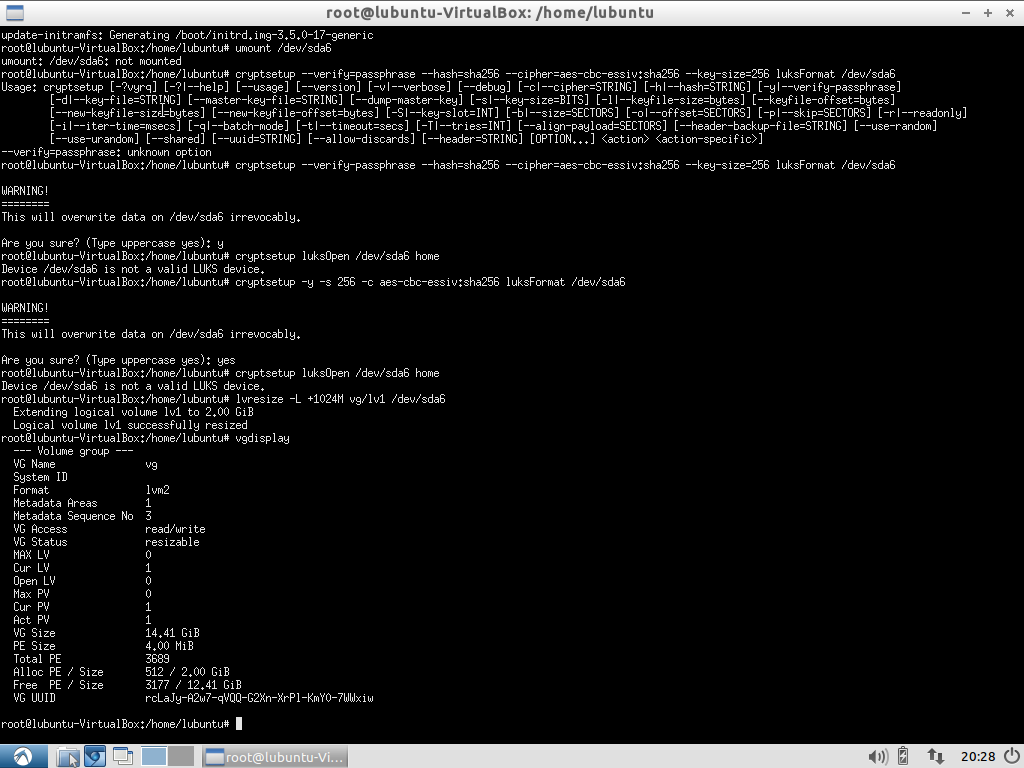 root@lubuntu-VirtualBox: /home/lubuntu
update-initramfs: Generating /boot/initrd.img-3.5.0-17-generic
root@lubuntu-VirtualBox:/home/lubuntu# umount /dev/sda6
umount: /dev/sda6: not mounted
root@lubuntu-VirtualBox:/home/lubuntu# cryptsetup --verify=passphrase --hash=sha256 --cipher=aes-cbc-essiv:sha256 --key-size=256 luksFormat /dev/sda6
Usage: cryptsetup [-?vyrq] [-?|--help] [--usage] [--version] [-v|--verbose] [--debug] [-c|--cipher=STRING] [-h|--hash=STRING] [-y|--verify-passphrase]
[-d|--key-file=STRING] [--master-key-file=STRING] [--dump-master-key] [-s|--key-size=BITS] [-l|--keyfile-size=bytes] [--keyfile-offset=bytes]
[--new-keyfile-size=bytes] [--new-keyfile-offset=bytes] [-S|--key-slot=INT] [-b|--size=SECTORS] [-o|--offset=SECTORS] [-p|--skip=SECTORS] [-r|--readonly]
[-i|--iter-time=msecs] [-q|--batch-mode] [-t|--timeout=secs] [-T|--tries=INT] [--align-payload=SECTORS] [--header-backup-file=STRING] [--use-random]
[--use-urandom] [--shared] [--uuid=STRING] [--allow-discards] [--header=STRING] [OPTION...] <action> <action-specific>]
--verify=passphrase: unknown option
root@lubuntu-VirtualBox:/home/lubuntu# cryptsetup --verify-passphrase --hash=sha256 --cipher=aes-cbc-essiv:sha256 --key-size=256 luksFormat /dev/sda6
WARNING!
========
This will overwrite data on /dev/sda6 irrevocably.
Are you sure? (Type uppercase yes): y
root@lubuntu-VirtualBox:/home/lubuntu# cryptsetup luksOpen /dev/sda6 home
Device /dev/sda6 is not a valid LUKS device.
root@lubuntu-VirtualBox:/home/lubuntu# cryptsetup -y -s 256 -c aes-cbc-essiv:sha256 luksFormat /dev/sda6
WARNING!
========
This will overwrite data on /dev/sda6 irrevocably.
Are you sure? (Type uppercase yes): yes
root@lubuntu-VirtualBox:/home/lubuntu# cryptsetup luksOpen /dev/sda6 home
Device /dev/sda6 is not a valid LUKS device.
root@lubuntu-VirtualBox:/home/lubuntu# lvresize -L +1024M vg/lv1 /dev/sda6
Extending logical volume lv1 to 2.00 GiB
Logical volume lv1 successfully resized
root@lubuntu-VirtualBox:/home/lubuntu# vgdisplay
--- Volume group ---
VG Name vg
System ID
Format lvm2
Metadata Areas 1
Metadata Sequence No 3
VG Access read/write
VG Status resizable
MAX LV 0
Cur LV 1
Open LV 0
Max PV 0
Cur PV 1
Act PV 1
VG Size 14.41 GiB
PE Size 4.00 MiB
Total PE 3689
Alloc PE / Size 512 / 2.00 GiB
Free PE / Size 3177 / 12.41 GiB
VG UUID rcLaJy-A2w7-qVQQ-G2Xn-XrPl-KmY0-7WWxiw
root@lubuntu-VirtualBox:/home/lubuntu#
root@lubuntu-Vi...
20:28